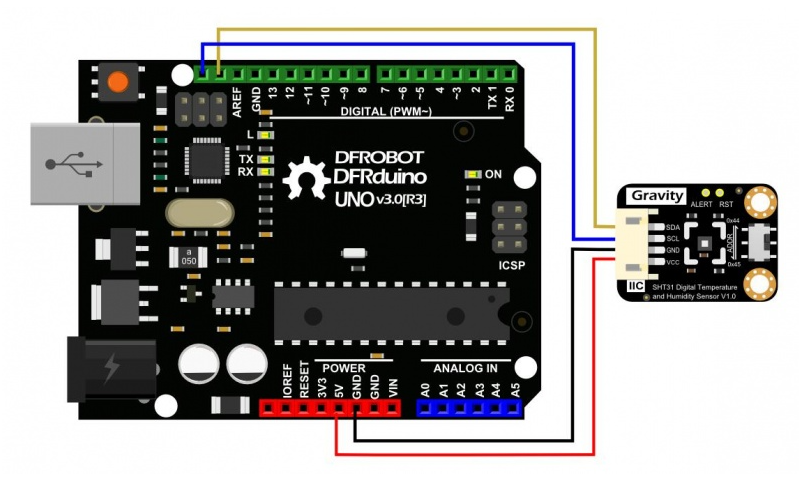 AREF
GND
13
12
~11
~10
~9
8
7
~6
~5
4
~3
2
TX 1
RX 0
DIGITAL (PWM~)
L
TX
RX
DFROBOT
DFRduino
UNO v3.0[R3]
ON
ICSP
a
050
POWER
ANALOG IN
IOREF
RESET
3V3
5V
GND
GND
VIN
A0
A1
A2
A3
A4
A5
Gravity
ALERT
RST
SDA
SCL
GND
VCC
0x44
ADDR
0x45
IIC
SHT31 Digital Temperature
and Humidity Sensor V1.0